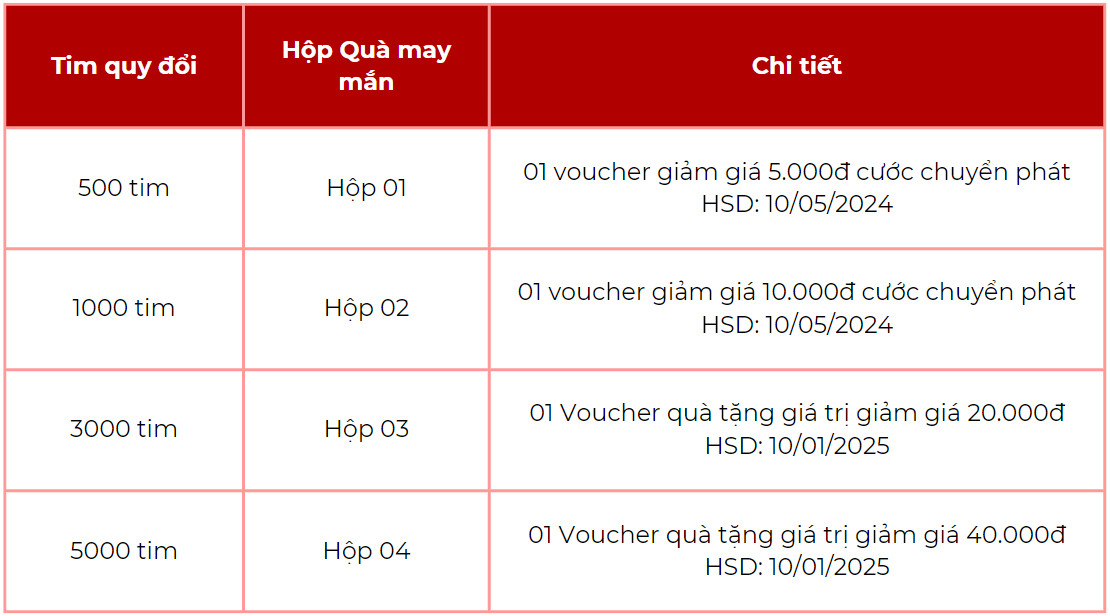 Tim quy đổi
Hộp Quà may
mắn
Chi tiết
500 tim
Hộp 01
01 voucher giảm giá 5.000đ cước chuyển phát
HSD: 10/05/2024
1000 tim
Hộp 02
01 voucher giảm giá 10.000đ cước chuyển phát
HSD: 10/05/2024
3000 tim
Hộp 03
01 Voucher quà tặng giá trị giảm giá 20.000đ
HSD: 10/01/2025
5000 tim
Hộp 04
01 Voucher quà tặng giá trị giảm giá 40.000đ
HSD: 10/01/2025